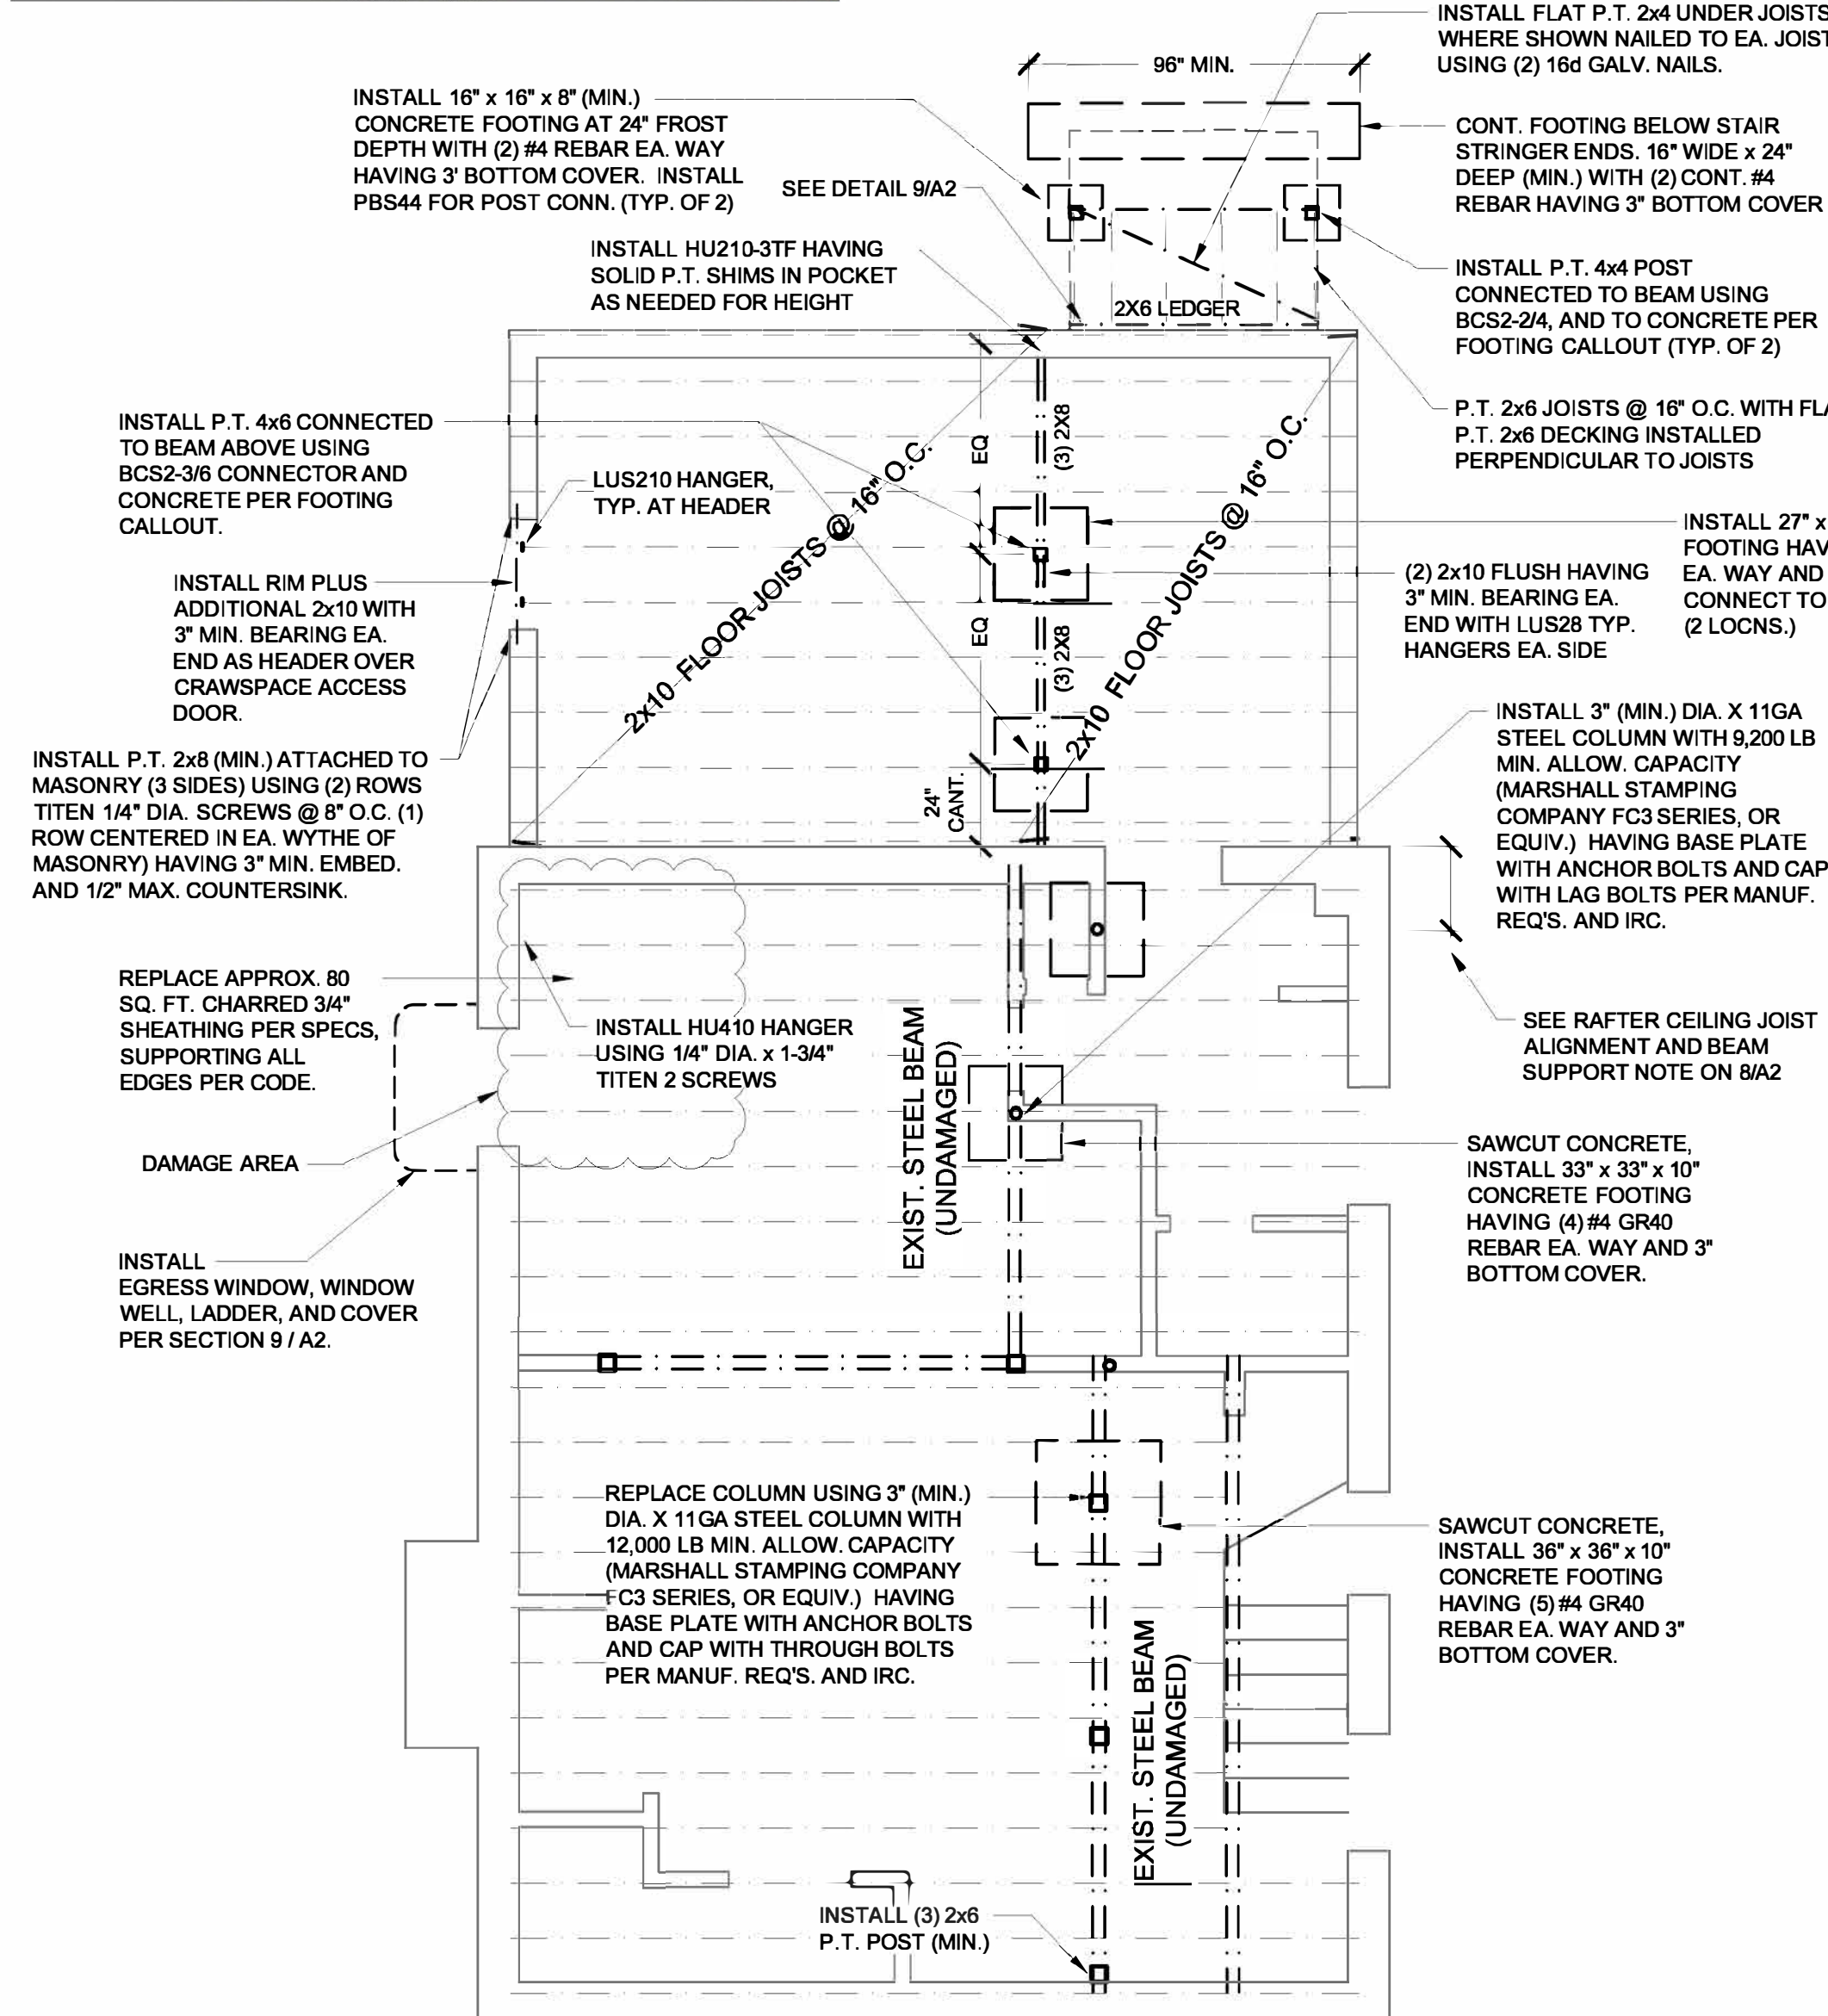 INSTALL FLAT P.T. 2x4 UNDER JOISTS
WHERE SHOWN NAILED TO EA. JOIST
USING (2) 16d GALV. NAILS.
96" MIN.
INSTALL 16" x 16" x 8" (MIN.)
CONCRETE FOOTING AT 24" FROST
DEPTH WITH (2) #4 REBAR EA. WAY
HAVING 3' BOTTOM COVER. INSTALL
PBS44 FOR POST CONN. (TYP. OF 2)
SEE DETAIL 9/A2
CONT. FOOTING BELOW STAIR
STRINGER ENDS. 16" WIDE x 24"
DEEP (MIN.) WITH (2) CONT. #4
REBAR HAVING 3" BOTTOM COVER
INSTALL HU210-3TF HAVING
SOLID P.T. SHIMS IN POCKET
AS NEEDED FOR HEIGHT
2X6 LEDGER
INSTALL P.T. 4x4 POST
CONNECTED TO BEAM USING
BCS2-2/4, AND TO CONCRETE PER
FOOTING CALLOUT (TYP. OF 2)
P.T. 2x6 JOISTS @ 16" O.C. WITH FLA
P.T. 2x6 DECKING INSTALLED
PERPENDICULAR TO JOISTS
INSTALL P.T. 4x6 CONNECTED
TO BEAM ABOVE USING
BCS2-3/6 CONNECTOR AND
CONCRETE PER FOOTING
CALLOUT.
LUS210 HANGER,
TYP. AT HEADER
2x10 FLOOR JOISTS @ 16" O.C.
EQ
(3) 2X8
2x10 FLOOR JOISTS @ 16" O.C.
EQ
(3) 2X8
24"
CANT.
INSTALL 27" x
FOOTING HAV
EA. WAY AND
CONNECT TO
(2 LOCNS.)
(2) 2x10 FLUSH HAVING
3" MIN. BEARING EA.
END WITH LUS28 TYP.
HANGERS EA. SIDE
INSTALL RIM PLUS
ADDITIONAL 2x10 WITH
3" MIN. BEARING EA.
END AS HEADER OVER
CRAWSPACE ACCESS
DOOR.
INSTALL P.T. 2x8 (MIN.) ATTACHED TO
MASONRY (3 SIDES) USING (2) ROWS
TITEN 1/4" DIA. SCREWS @ 8" O.C. (1)
ROW CENTERED IN EA. WYTHE OF
MASONRY) HAVING 3" MIN. EMBED.
AND 1/2" MAX. COUNTERSINK.
INSTALL 3" (MIN.) DIA. X 11GA
STEEL COLUMN WITH 9,200 LB
MIN. ALLOW. CAPACITY
(MARSHALL STAMPING
COMPANY FC3 SERIES, OR
EQUIV.) HAVING BASE PLATE
WITH ANCHOR BOLTS AND CAP
WITH LAG BOLTS PER MANUF.
REQ'S. AND IRC.
REPLACE APPROX. 80
SQ. FT. CHARRED 3/4"
SHEATHING PER SPECS,
SUPPORTING ALL
EDGES PER CODE.
INSTALL HU410 HANGER
USING 1/4" DIA. x 1-3/4"
TITEN 2 SCREWS
EXIST. STEEL BEAM
(UNDAMAGED)
SEE RAFTER CEILING JOIST
ALIGNMENT AND BEAM
SUPPORT NOTE ON 8/A2
DAMAGE AREA
SAWCUT CONCRETE,
INSTALL 33" x 33" x 10"
CONCRETE FOOTING
HAVING (4) #4 GR40
REBAR EA. WAY AND 3"
BOTTOM COVER.
INSTALL
EGRESS WINDOW, WINDOW
WELL, LADDER, AND COVER
PER SECTION 9 / A2.
REPLACE COLUMN USING 3" (MIN.)
DIA. X 11GA STEEL COLUMN WITH
12,000 LB MIN. ALLOW. CAPACITY
(MARSHALL STAMPING COMPANY
FC3 SERIES, OR EQUIV.) HAVING
BASE PLATE WITH ANCHOR BOLTS
AND CAP WITH THROUGH BOLTS
PER MANUF. REQ'S. AND IRC.
SAWCUT CONCRETE,
INSTALL 36" x 36" x 10"
CONCRETE FOOTING
HAVING (5) #4 GR40
REBAR EA. WAY AND 3"
BOTTOM COVER.
EXIST. STEEL BEAM
(UNDAMAGED)
INSTALL (3) 2x6
P.T. POST (MIN.)